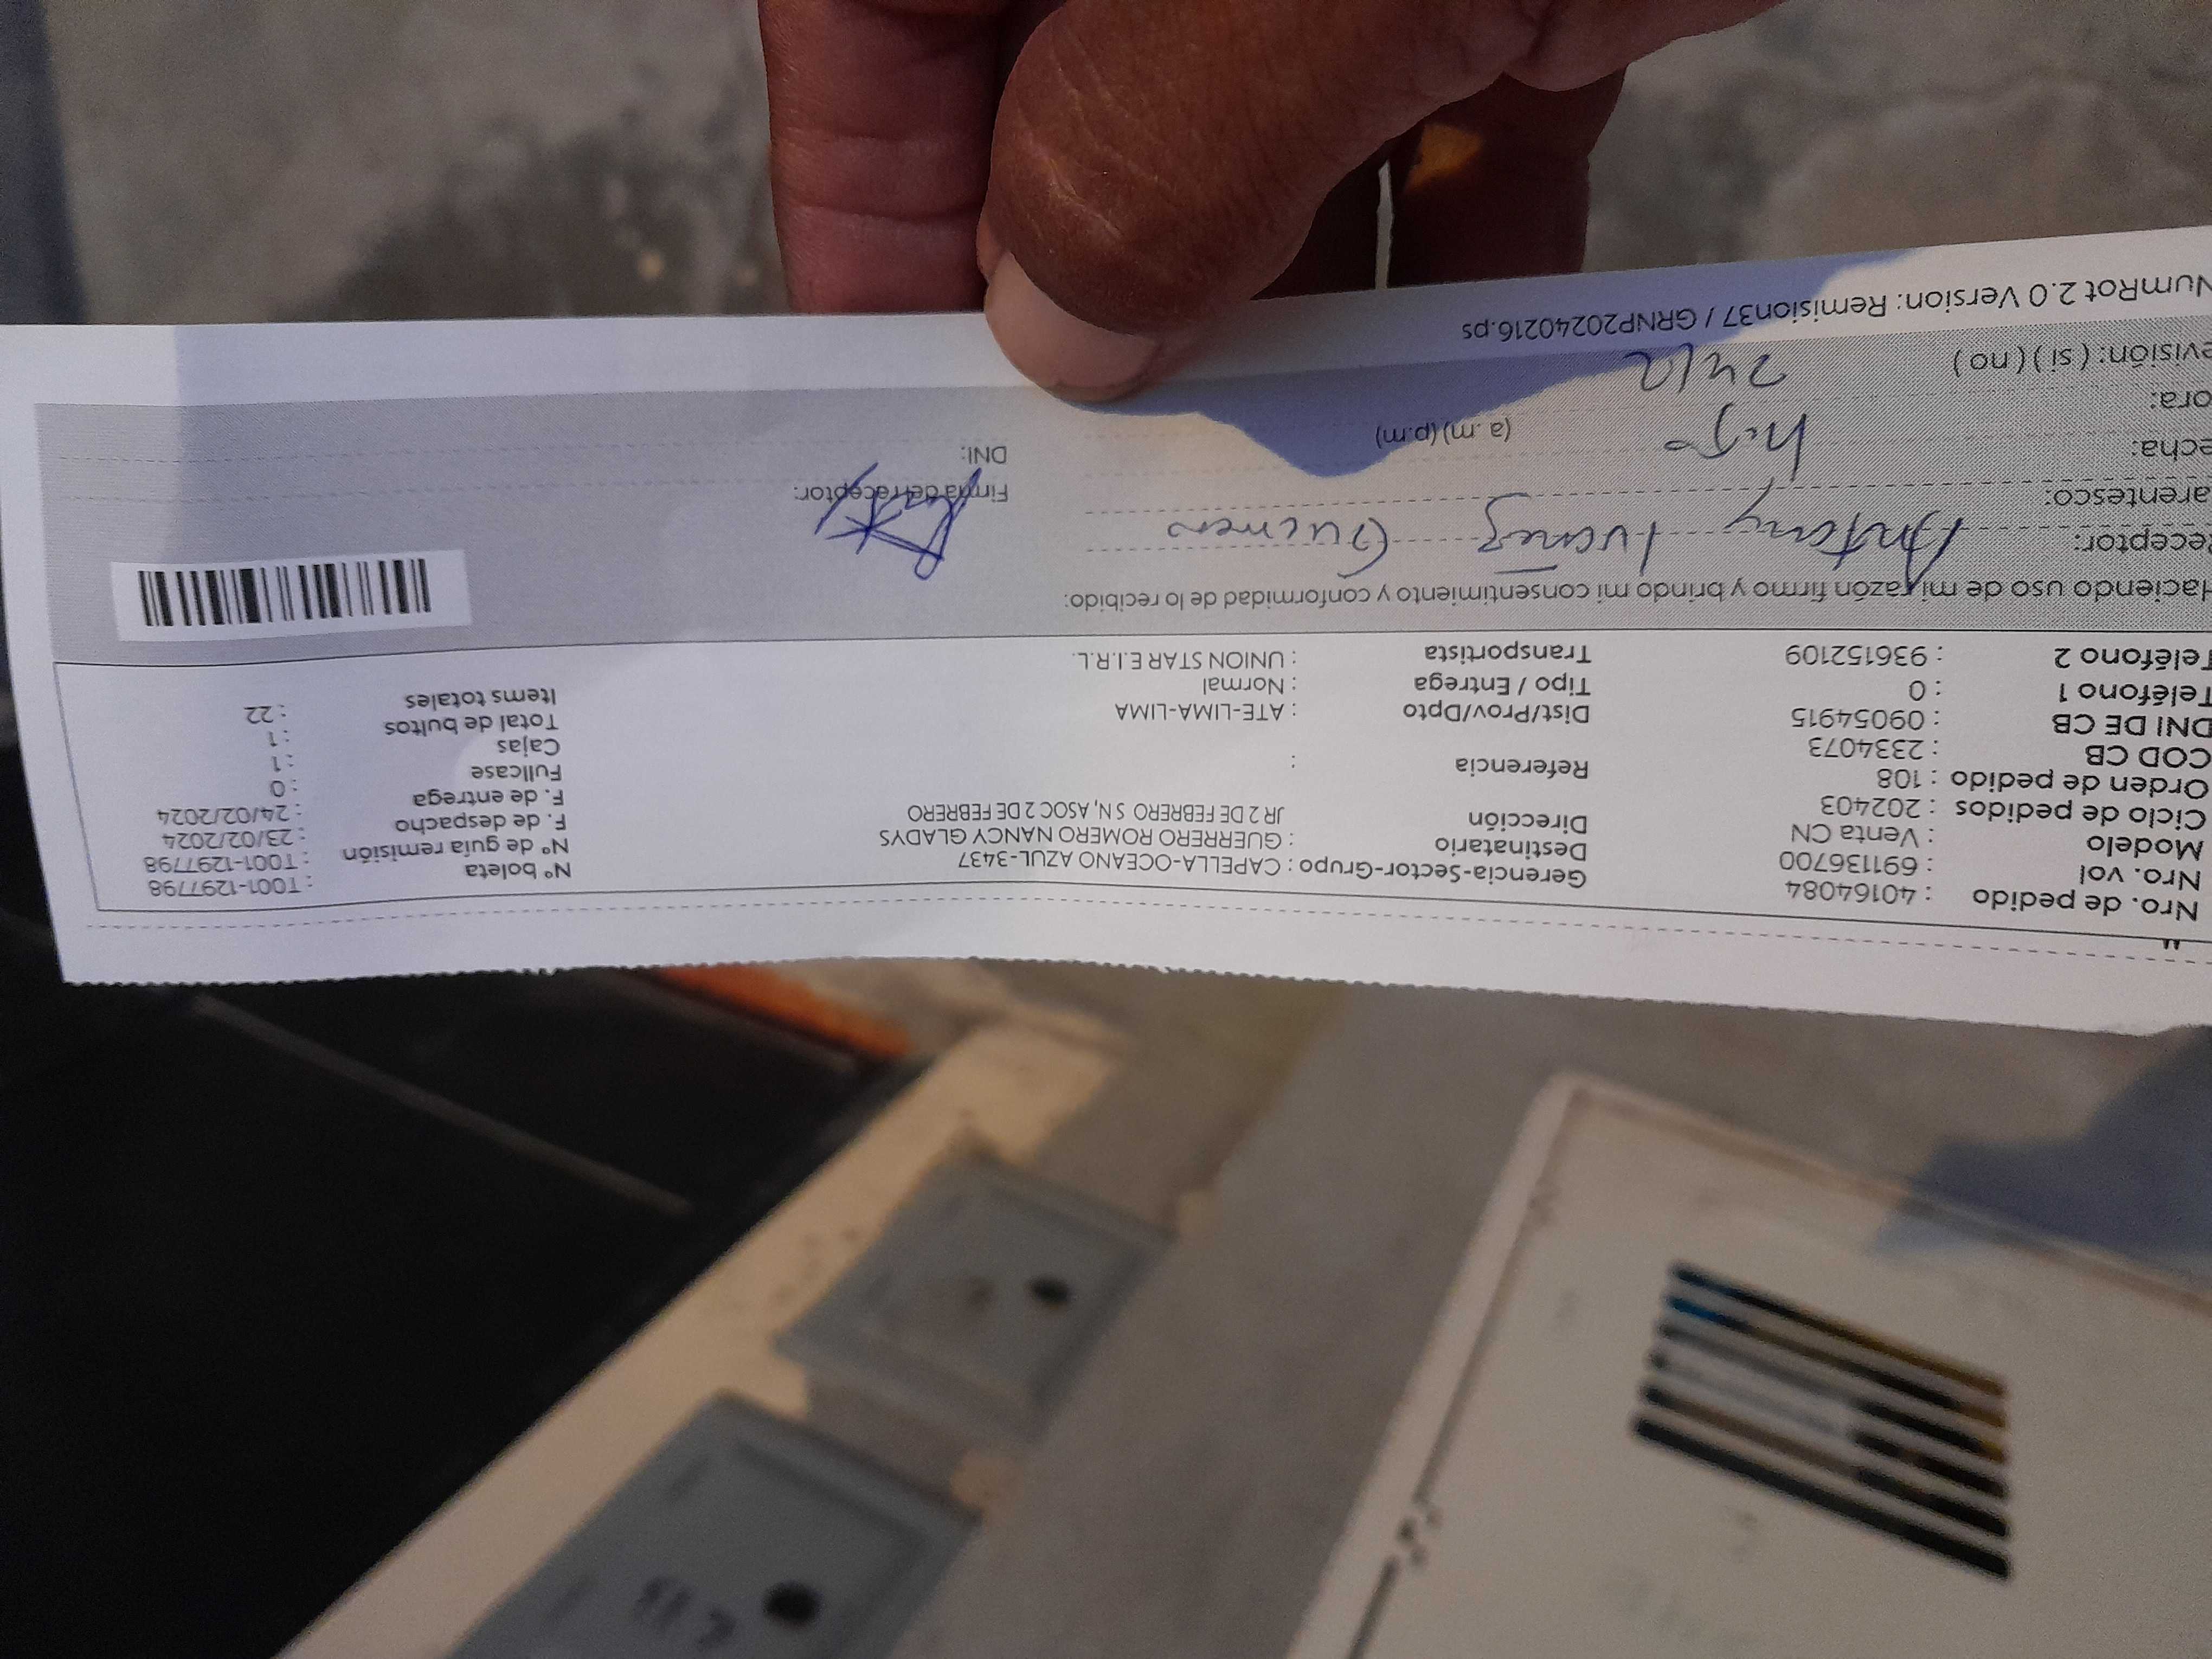 Nro. de pedido : 40164084 Gerencia-Sector-Grupo : CAPELLA-OCEANO AZUL-3437 N° boleta : T001-1297798
Nro. vol : 691136700 Destinatario : GUERRERO ROMERO NANCY GLADYS N° de guía remisión : T001-1297798
Modelo : Venta CN Dirección JR 2 DE FEBRERO S N, ASOC 2 DE FEBRERO F. de despacho : 23/02/2024
Ciclo de pedidos : 202403 F. de entrega : 24/02/2024
Orden de pedido : 108 Referencia : Fullcase : 0
COD CB : 2334073 Cajas : 1
DNI DE CB : 09054915 Dist/Prov/Dpto : ATE-LIMA-LIMA Total de bultos : 1
Teléfono 1 : 0 Tipo / Entrega : Normal Items totales : 22
Teléfono 2 : 936152109 Transportista : UNION STAR E.I.R.L.
Haciendo uso de mi razón firmo y brindo mi consentimiento y conformidad de lo recibido:
Receptor: Antony
arentesco: hijo Firma del receptor:
echa: (a.m)(p.m) DNI:
ora:
evisión: ( si ) ( no )
NumRot 2.0 Version: Remision37 / GRNP20240216.ps